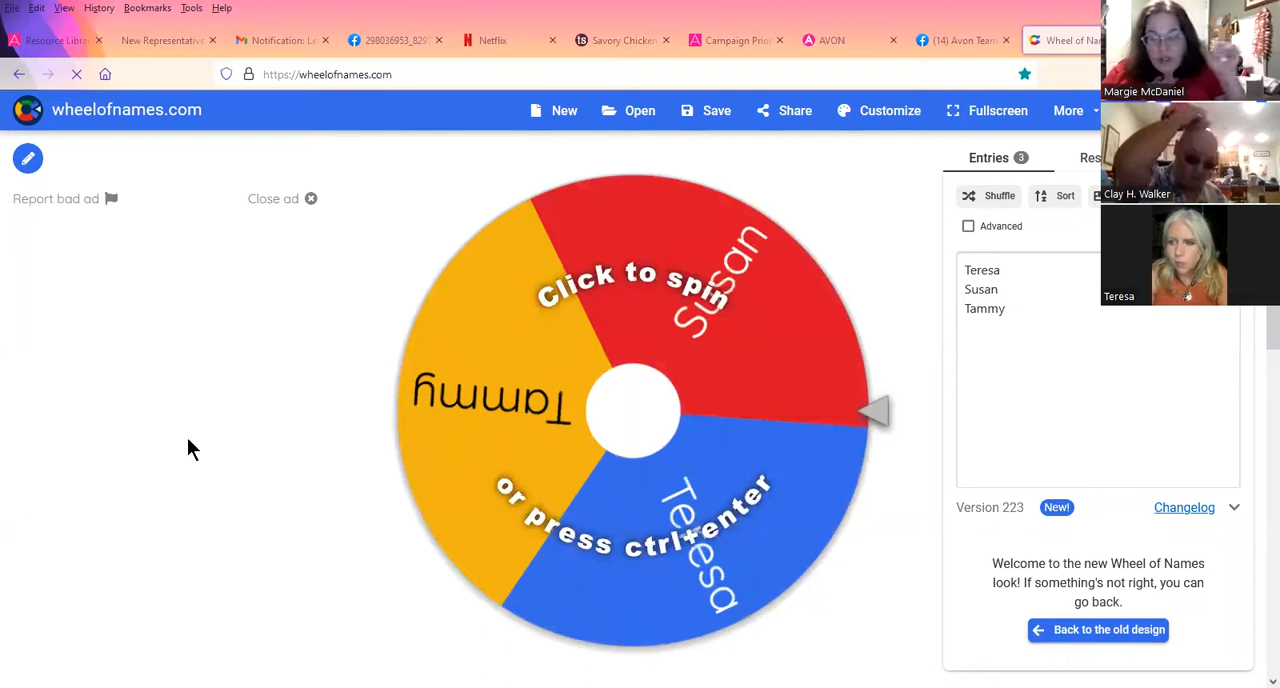 File Edit View History Bookmarks Tools Help
Resource Libra New Representative Notification: Le 298036953_829 Netflix Savory Chicken Campaign Prio AVON (14) Avon Team Wheel of Na
https://wheelofnames.com
wheelofnames.com New Open Save Share Customize Fullscreen More
Margie McDaniel
Clay H. Walker
Teresa
Report bad ad Close ad
Entries 3 Res
Shuffle Sort
Advanced
Teresa
Susan
Tammy
Click to spin
or press ctrl+enter
Susan
Tammy
Teresa
Version 223 New! Changelog
Welcome to the new Wheel of Names
look! If something's not right, you can
go back.
Back to the old design